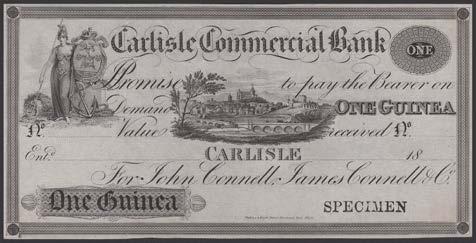 Carlisle Commercial Bank
ONE
I Promise to pay the Bearer on
Demand ONE GUINEA
No. Value received No.
Entd.
CARLISLE 18
For John Connell, James Connell & Co.
One Guinea
SPECIMEN